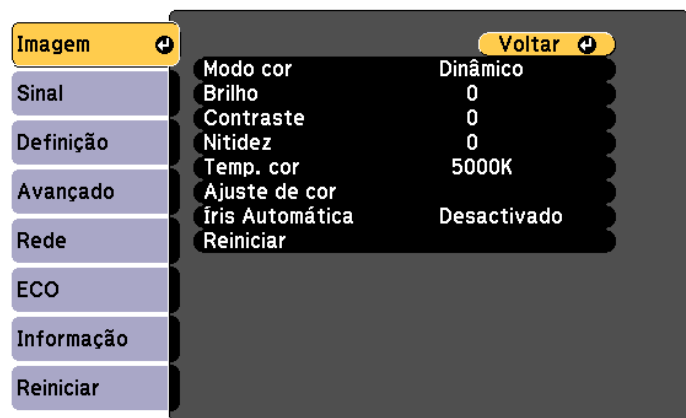 Imagem
Sinal
Definição
Avançado
Rede
ECO
Informação
Reiniciar
Voltar
Modo cor Dinâmico
Brilho 0
Contraste 0
Nitidez 0
Temp. cor 5000K
Ajuste de cor
Íris Automática Desactivado
Reiniciar